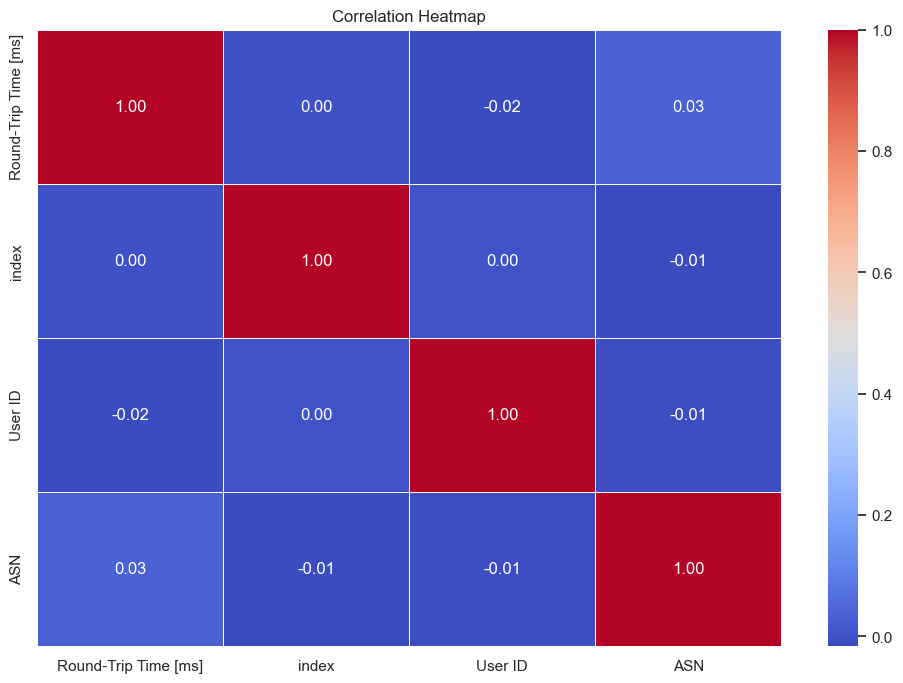 Correlation Heatmap
Round-Trip Time [ms]
1.00 0.00 -0.02 0.03
index
0.00 1.00 0.00 -0.01
User ID
-0.02 0.00 1.00 -0.01
ASN
0.03 -0.01 -0.01 1.00
Round-Trip Time [ms] index User ID ASN
1.0
0.8
0.6
0.4
0.2
0.0